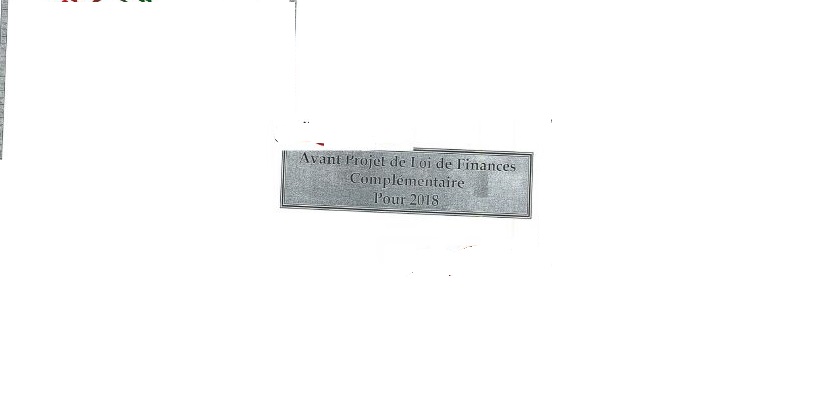 Avant Projet de Loi de Finances
Complémentaire
Pour 2018